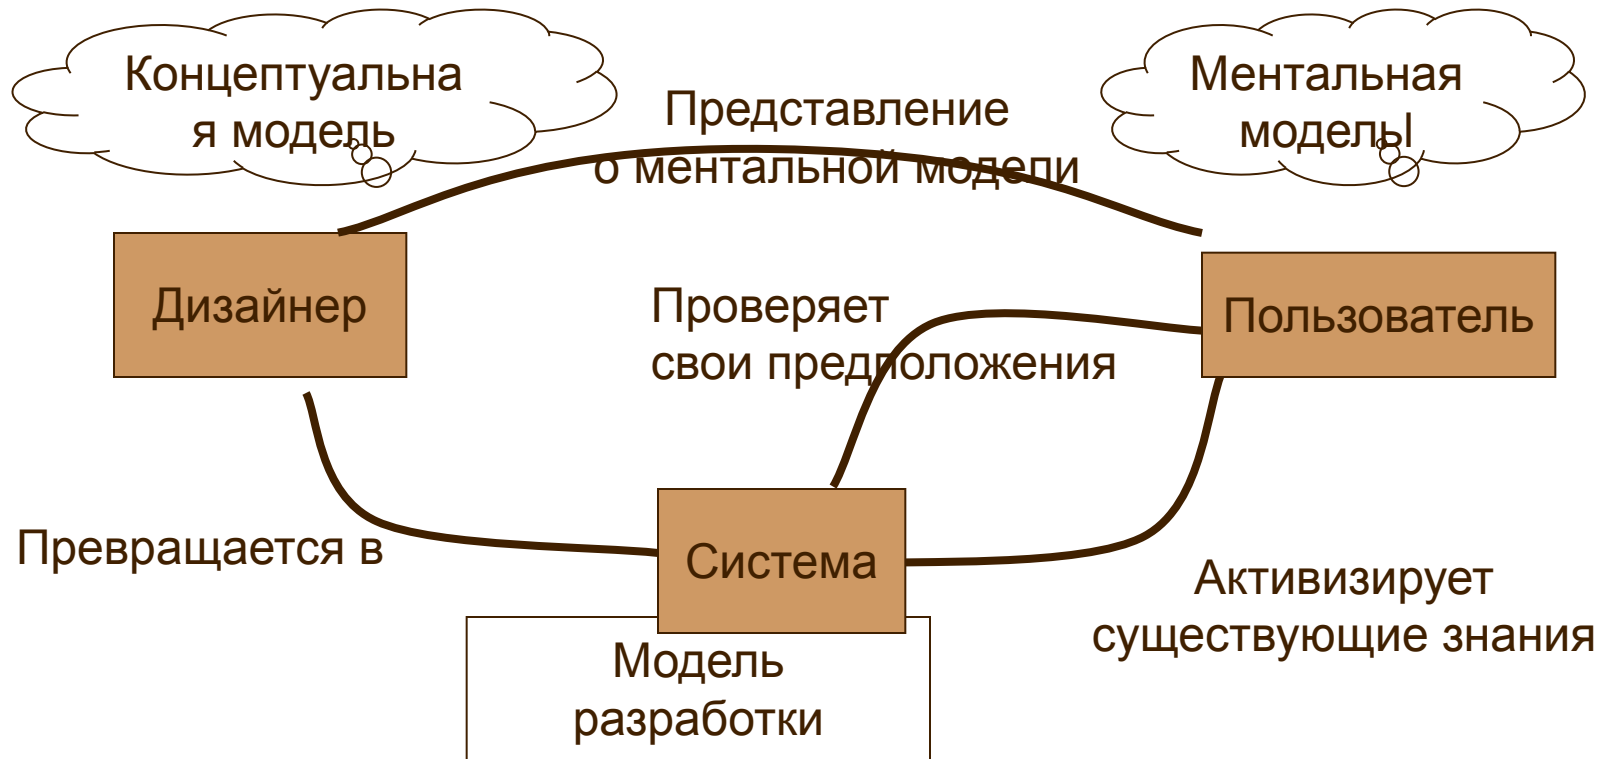 Концептуальна
я модель
Представление
о ментальной модели
Ментальная
модель
Дизайнер
Проверяет
свои предположения
Пользователь
Превращается в
Система
Активизирует
существующие знания
Модель
разработки